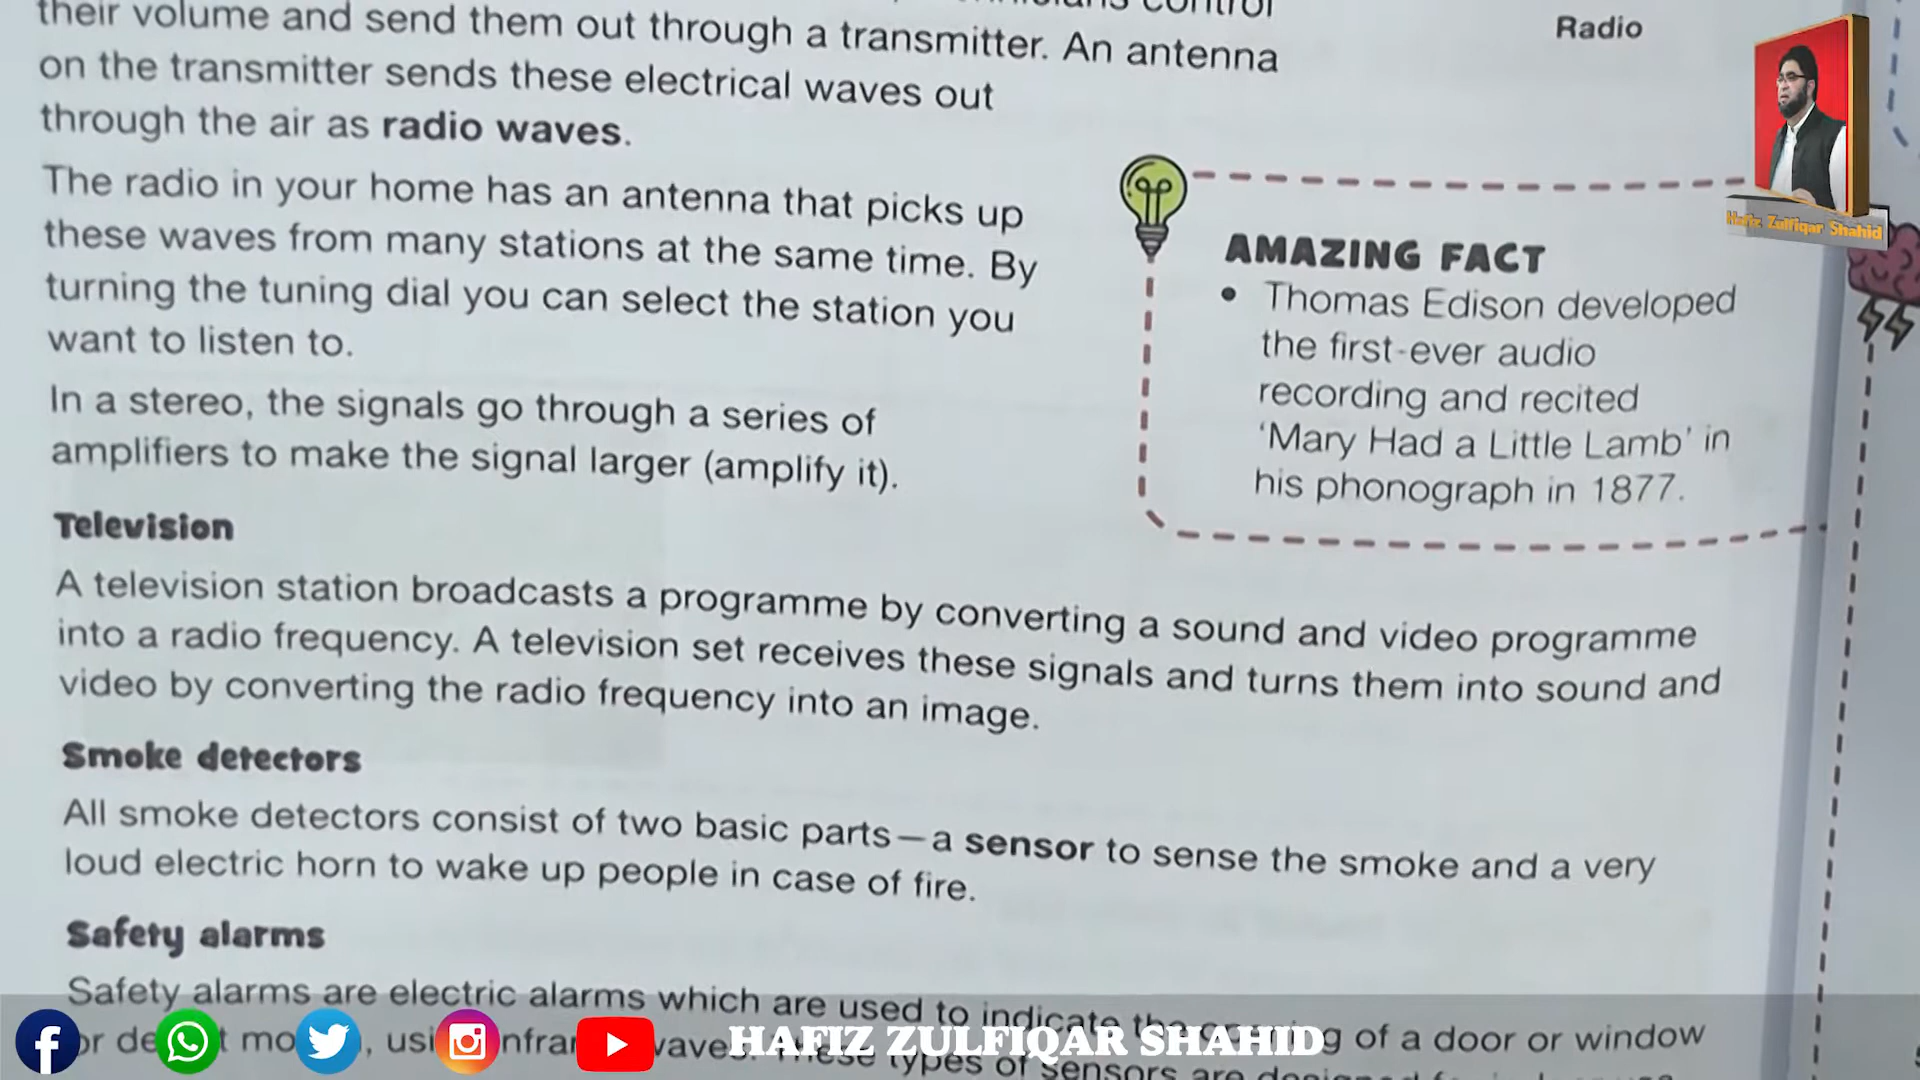 their volume and send them out through a transmitter. An antenna
on the transmitter sends these electrical waves out
through the air as radio waves.
The radio in your home has an antenna that picks up
these waves from many stations at the same time. By
turning the tuning dial you can select the station you
want to listen to.
In a stereo, the signals go through a series of
amplifiers to make the signal larger (amplify it).
Radio
Hafiz Zulfiqar Shahid
AMAZING FACT
• Thomas Edison developed
the first-ever audio
recording and recited
‘Mary Had a Little Lamb’ in
his phonograph in 1877.
Television
A television station broadcasts a programme by converting a sound and video programme
into a radio frequency. A television set receives these signals and turns them into sound and
video by converting the radio frequency into an image.
Smoke detectors
All smoke detectors consist of two basic parts—a sensor to sense the smoke and a very
loud electric horn to wake up people in case of fire.
Safety alarms
Safety alarms are electric alarms which are used to indicate the of a door or window
these types of sensors are
HAFIZ ZULFIQAR SHAHID